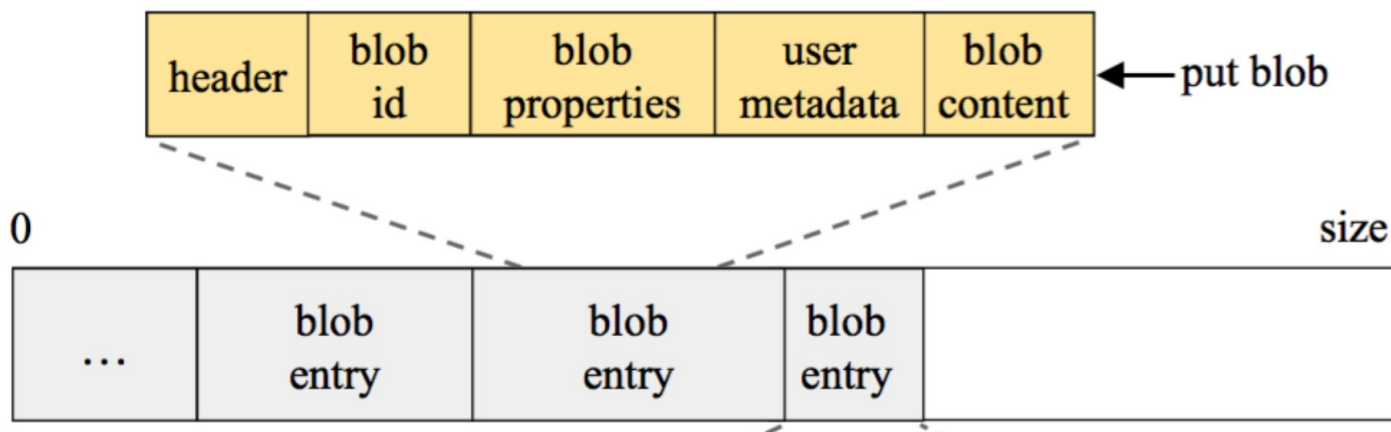 header
blob
id
blob
properties
user
metadata
blob
content
put blob
0
size
...
blob
entry
blob
entry
blob
entry